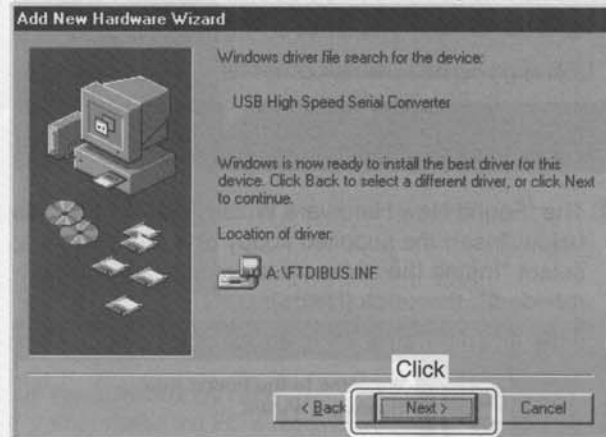 Add New Hardware Wizard
Windows driver file search for the device:
USB High Speed Serial Converter
Windows is now ready to install the best driver for this
device. Click Back to select a different driver, or click Next
to continue.
Location of driver:
A:\FTDIBUS.INF
Click
< Back
Next >
Cancel